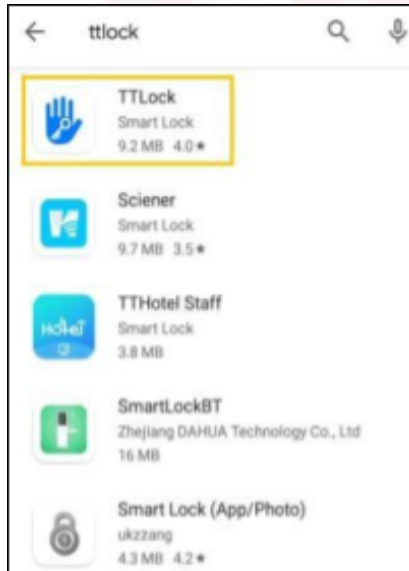 ttlock
TTLock
Smart Lock
9.2 MB 4.0 ★
Sciener
Smart Lock
9.7 MB 3.5 ★
HOTEL
TTHotel Staff
Smart Lock
3.8 MB
SmartLockBT
Zhejiang DAHUA Technology Co., Ltd
16 MB
Smart Lock (App/Photo)
ukzzang
4.3 MB 4.2 ★